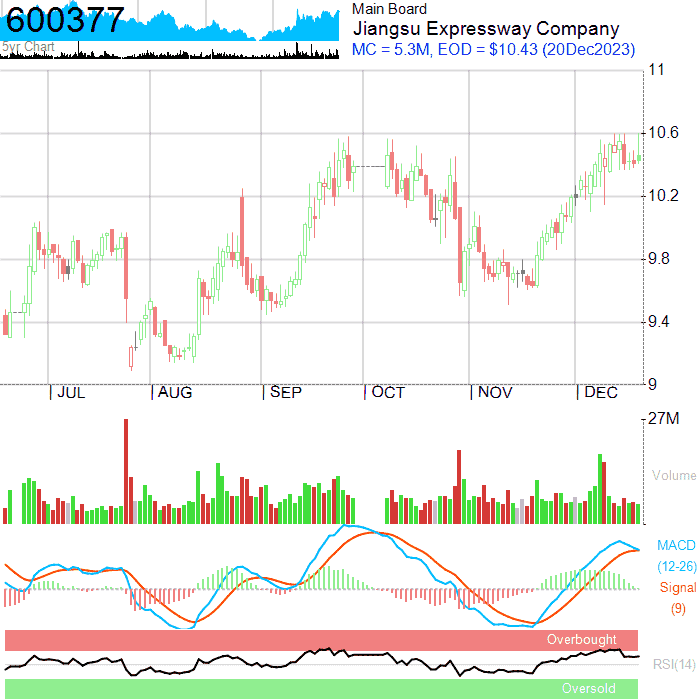 600377
5yr Chart
Main Board
Jiangsu Expressway Company
MC = 5.3M, EOD = $10.43 (20Dec2023)
11
10.6
10.2
9.8
9.4
9
JUL
AUG
SEP
OCT
NOV
DEC
27M
Volume
MACD
(12-26)
Signal
(9)
Overbought
RSI(14)
Oversold